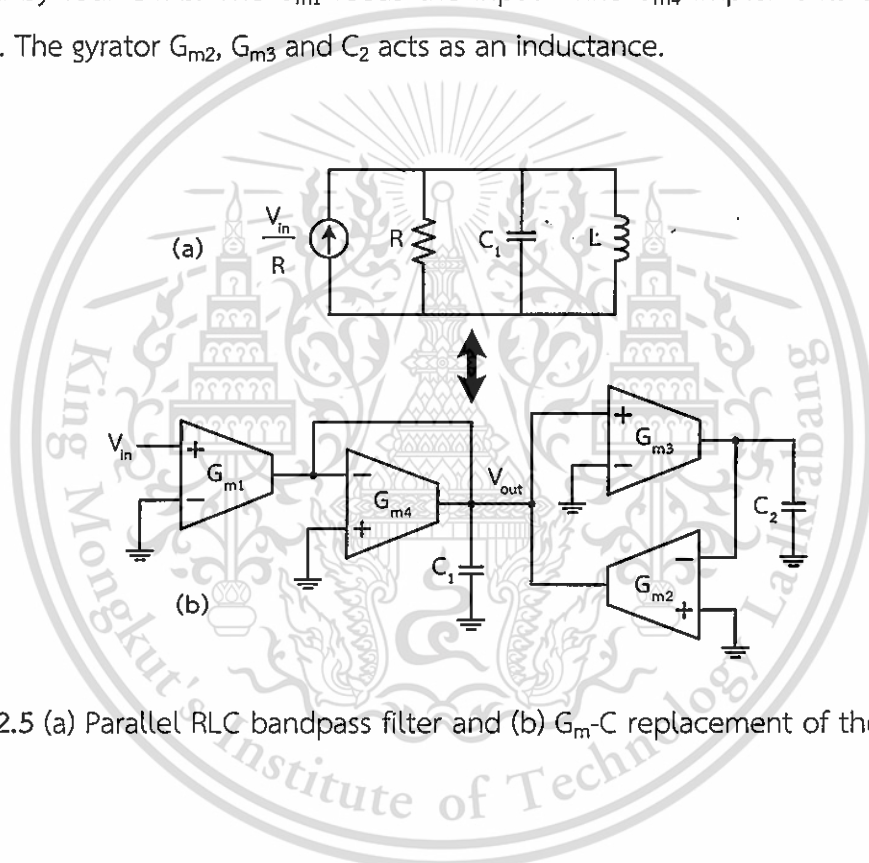 . The gyrator Gm2, Gm3 and C2 acts as an inductance.
Vin
R
(a)
R
C1
L
Vin
+
−
Gm1
−
+
Gm4
C1
Vout
+
−
Gm3
C2
−
+
Gm2
(b)
2.5 (a) Parallel RLC bandpass filter and (b) Gm-C replacement of the
King Mongkut's Institute of Technology Ladkrabang